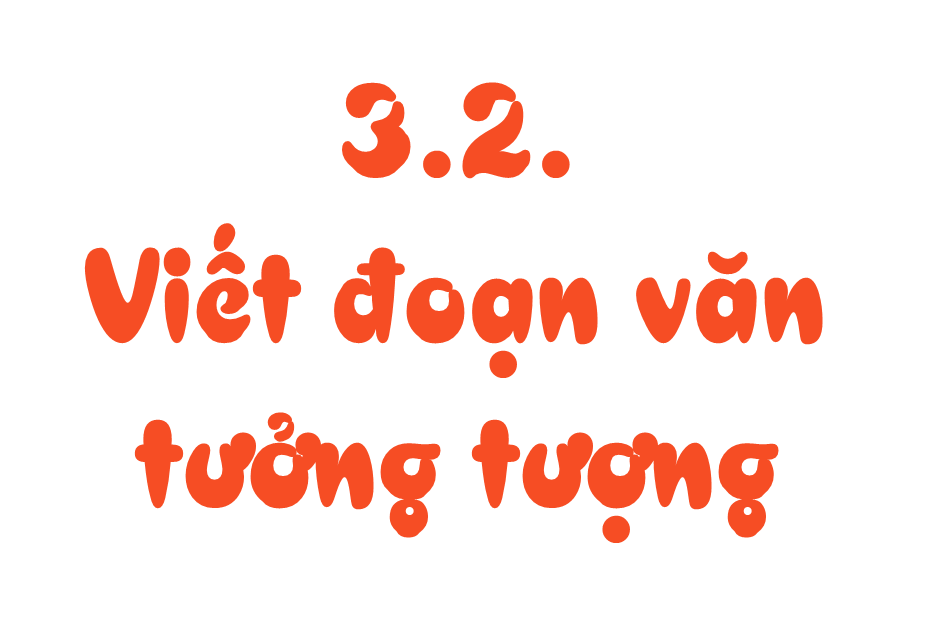 3.2.
Viết đoạn văn
tưởng tượng